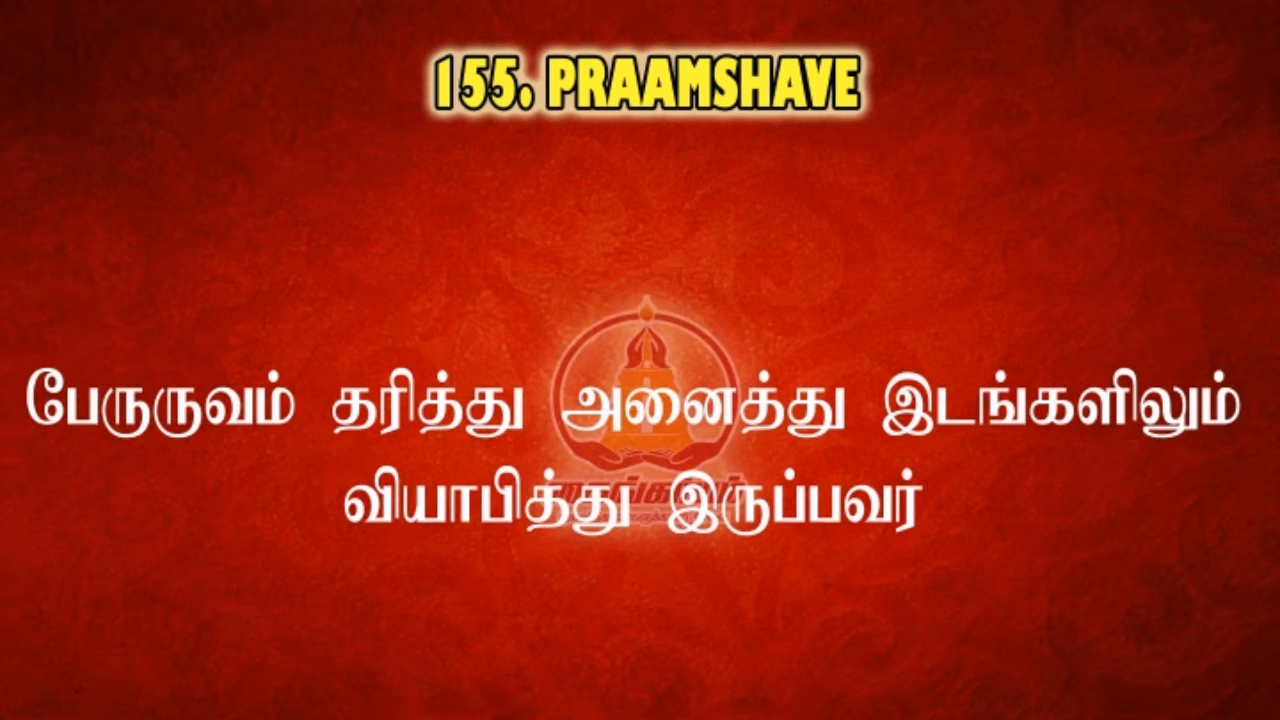 155. PRAAMSHAVE
பேருருவம் தரித்து அனைத்து இடங்களிலும்
வியாபித்து இருப்பவர்